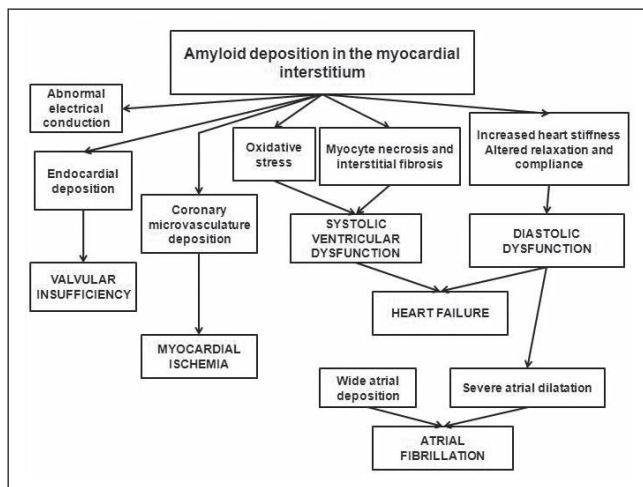 Amyloid deposition in the myocardial
interstitium
Abnormal
electrical
conduction
Oxidative
stress
Myocyte necrosis and
interstitial fibrosis
Increased heart stiffness
Altered relaxation and
compliance
Endocardial
deposition
Coronary
microvasculature
deposition
SYSTOLIC
VENTRICULAR
DYSFUNCTION
DIASTOLIC
DYSFUNCTION
VALVULAR
INSUFFICIENCY
HEART FAILURE
MYOCARDIAL
ISCHEMIA
Wide atrial
deposition
Severe atrial dilatation
ATRIAL
FIBRILLATION